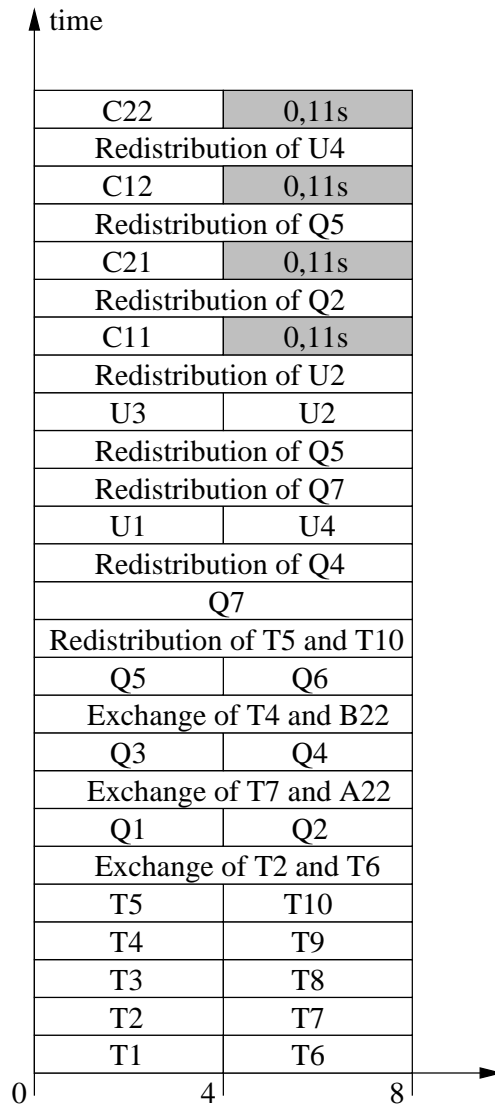 time
C22 0,11s
Redistribution of U4
C12 0,11s
Redistribution of Q5
C21 0,11s
Redistribution of Q2
C11 0,11s
Redistribution of U2
U3 U2
Redistribution of Q5
Redistribution of Q7
U1 U4
Redistribution of Q4
Q7
Redistribution of T5 and T10
Q5 Q6
Exchange of T4 and B22
Q3 Q4
Exchange of T7 and A22
Q1 Q2
Exchange of T2 and T6
T5 T10
T4 T9
T3 T8
T2 T7
T1 T6
0 4 8